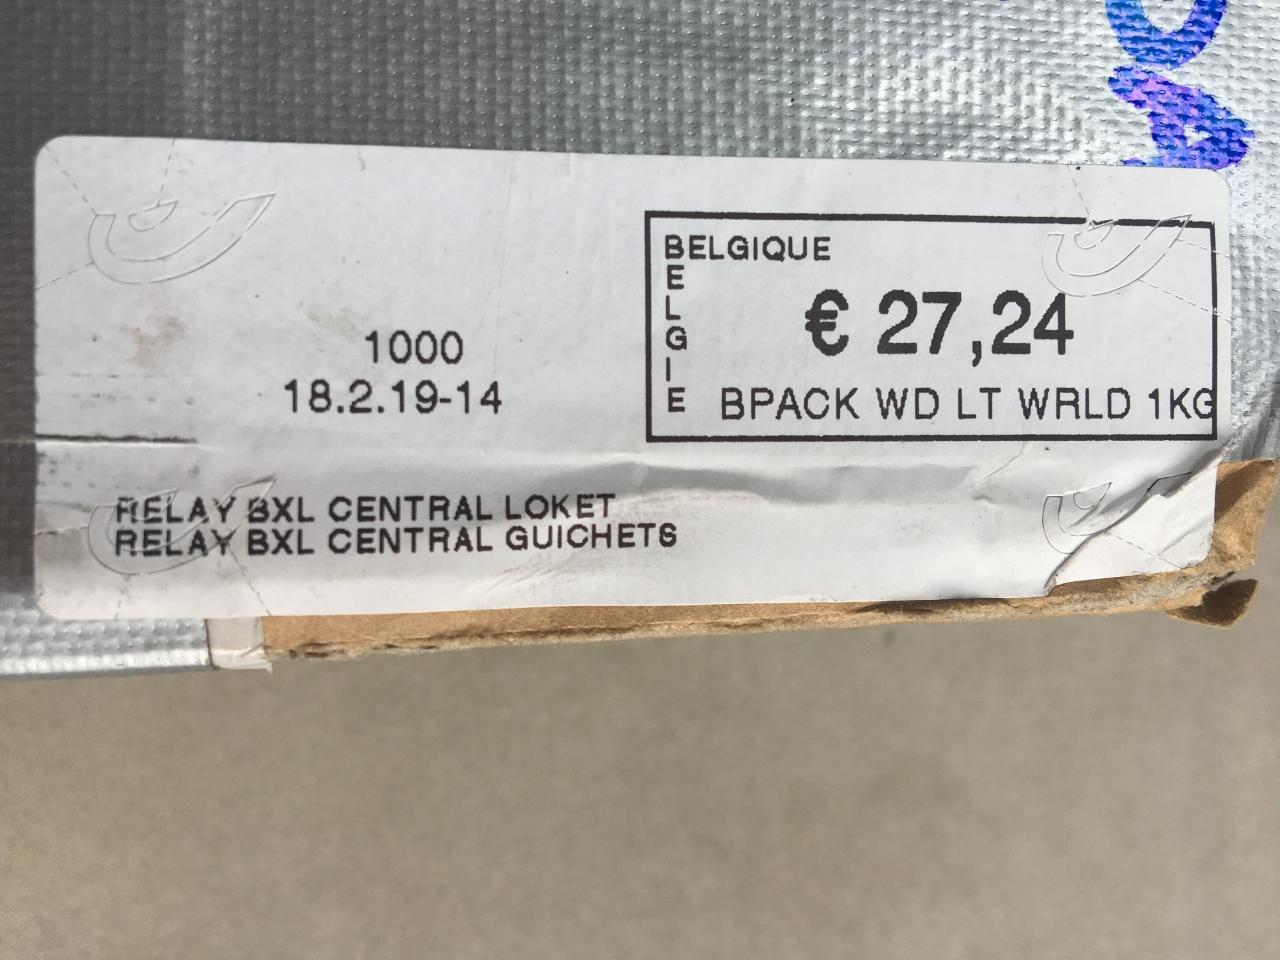 1000
18.2.19-14
BELGIQUE
BELGIE
€ 27,24
BPACK WD LT WRLD 1KG
RELAY BXL CENTRAL LOKET
RELAY BXL CENTRAL GUICHETS